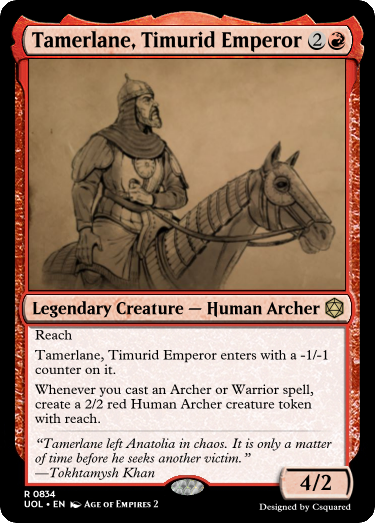 Tamerlane, Timurid Emperor 2
Legendary Creature — Human Archer
Reach
Tamerlane, Timurid Emperor enters with a -1/-1
counter on it.
Whenever you cast an Archer or Warrior spell,
create a 2/2 red Human Archer creature token
with reach.
“Tamerlane left Anatolia in chaos. It is only a matter
of time before he seeks another victim.”
—Tokhtamysh Khan
4/2
R 0834
UOL • EN Age of Empires 2
Designed by Csquared